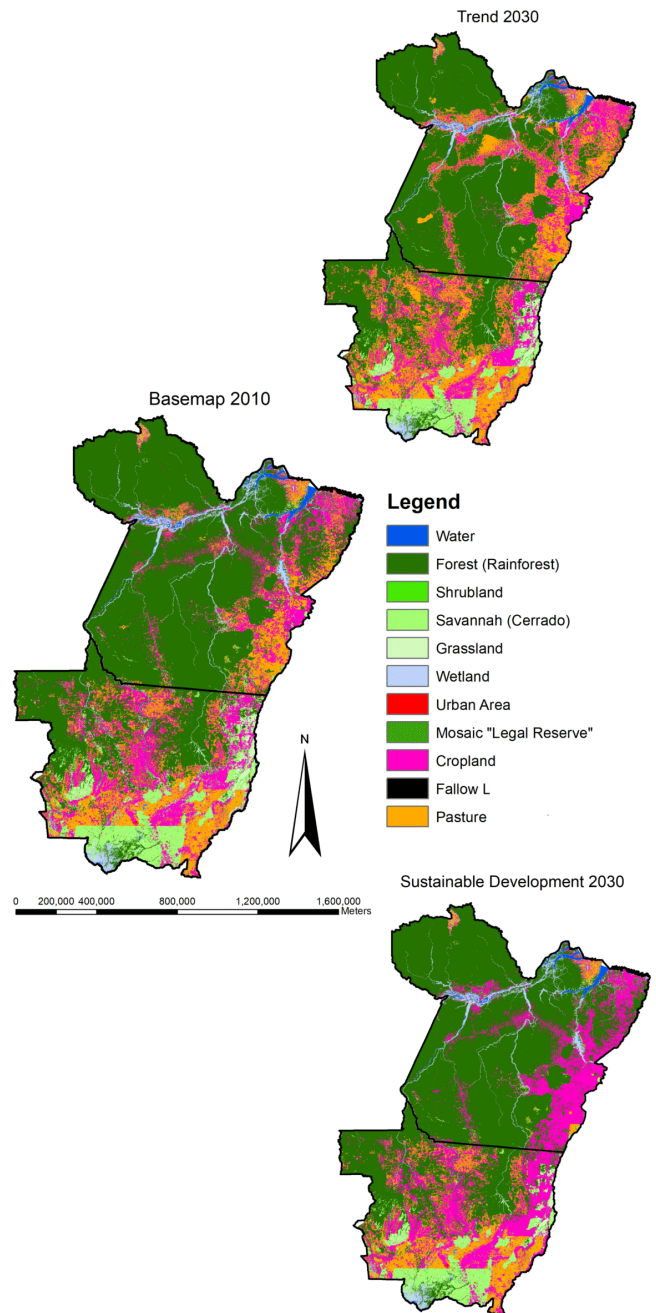 Trend 2030
Basemap 2010
Legend
Water
Forest (Rainforest)
Shrubland
Savannah (Cerrado)
Grassland
Wetland
Urban Area
Mosaic "Legal Reserve"
Cropland
Fallow L
Pasture
N
Sustainable Development 2030
0 200,000 400,000 800,000 1,200,000 1,600,000
Meters